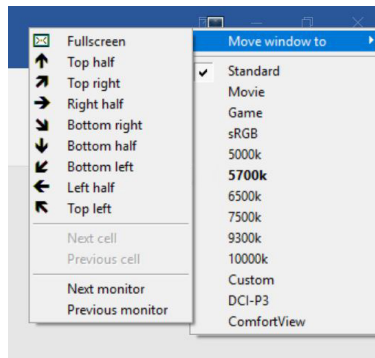 Fullscreen
Top half
Top right
Right half
Bottom right
Bottom half
Bottom left
Left half
Top left
Next cell
Previous cell
Next monitor
Previous monitor
Move window to
Standard
Movie
Game
sRGB
5000k
5700k
6500k
7500k
9300k
10000k
Custom
DCI-P3
ComfortView